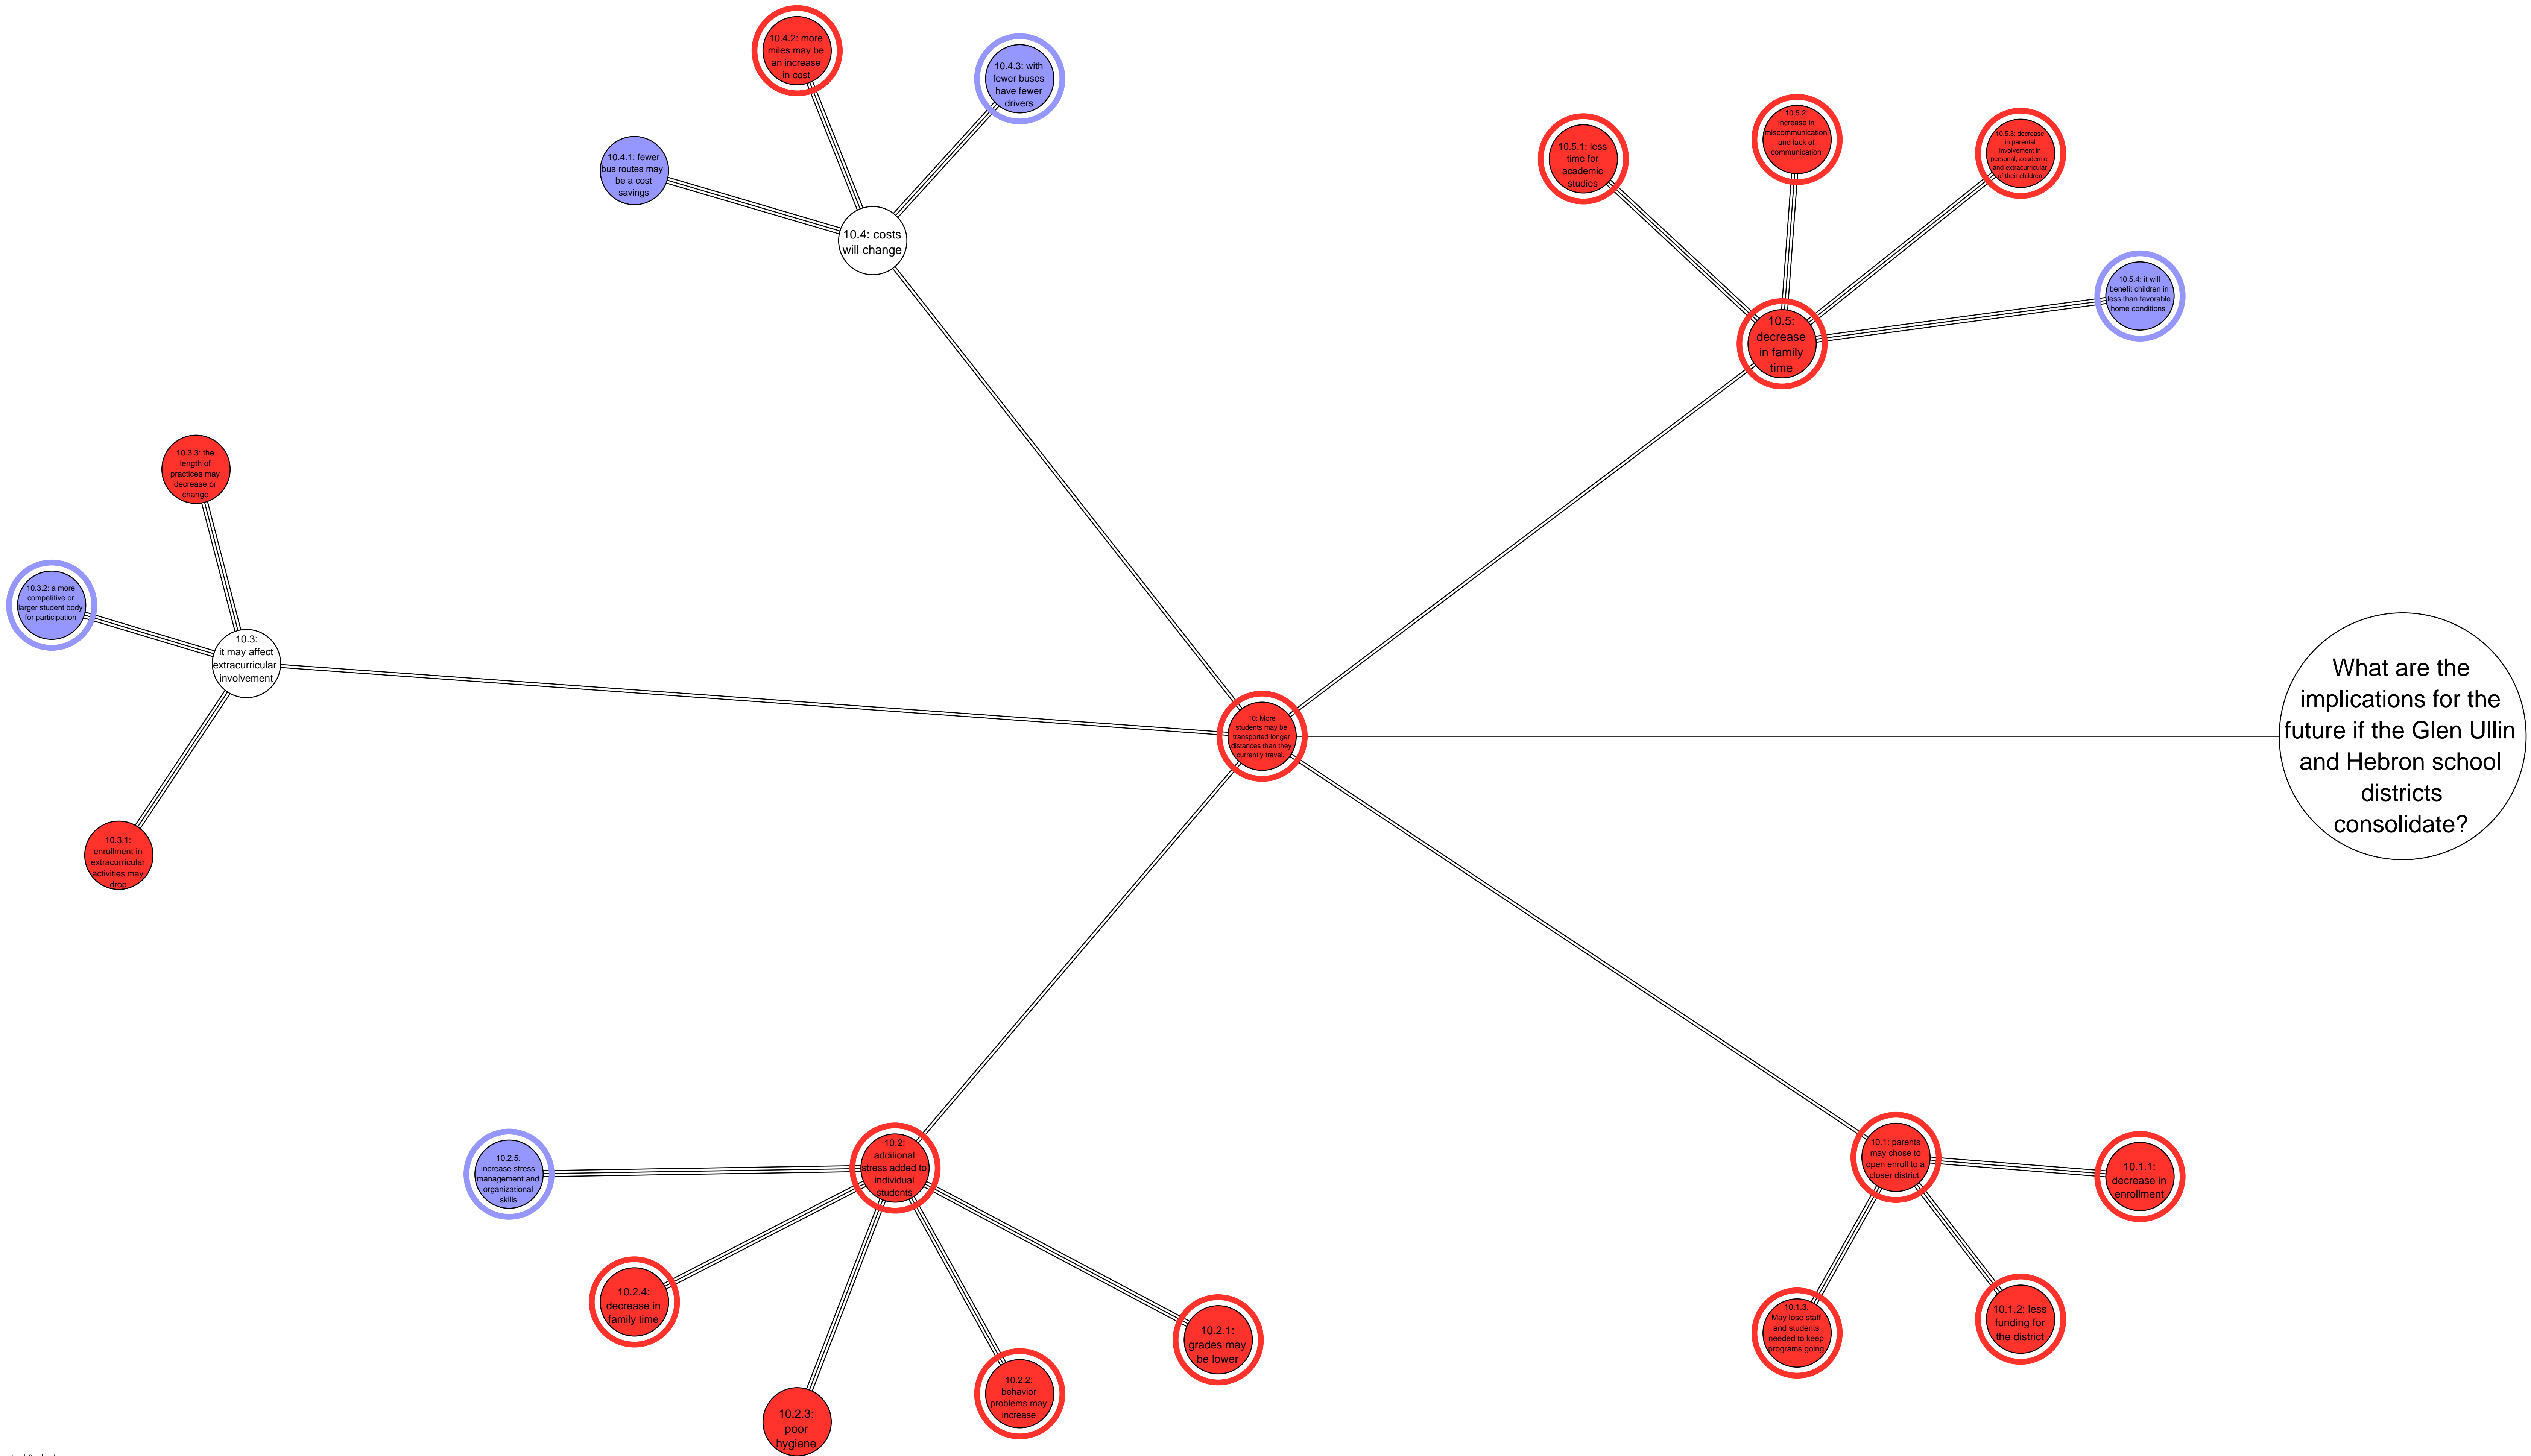 10.4.2: more
miles may be
an increase
in cost
10.4.3: with
fewer buses
have fewer
drivers
10.4.1: fewer
bus routes may
be a cost
savings
10.4: costs
will change
10.5.1: less
time for
academic
studies
10.5.2:
increase in
miscommunication
and lack of
communication
10.5.3: decrease
in parental
involvement in
personal, academic,
and extracurricular
of their children
10.5.4: it will
benefit children in
less than favorable
home conditions
10.5:
decrease
in family
time
10.3.3: the
length of
practices may
decrease or
change
10.3.2: a more
competitive or
larger student body
for participation
10.3:
it may affect
extracurricular
involvement
10.3.1:
enrollment in
extracurricular
activities may
drop
10: More
students may be
transported longer
distances than they
currently travel.
What are the
implications for the
future if the Glen Ullin
and Hebron school
districts
consolidate?
10.2.5:
increase stress
management and
organizational
skills
10.2:
additional
stress added to
individual
students
10.2.4:
decrease in
family time
10.2.3:
poor
hygiene
10.2.2:
behavior
problems may
increase
10.2.1:
grades may
be lower
10.1: parents
may chose to
open enroll to a
closer district
10.1.1:
decrease in
enrollment
10.1.2: less
funding for
the district
10.1.3:
May lose staff
and students
needed to keep
programs going